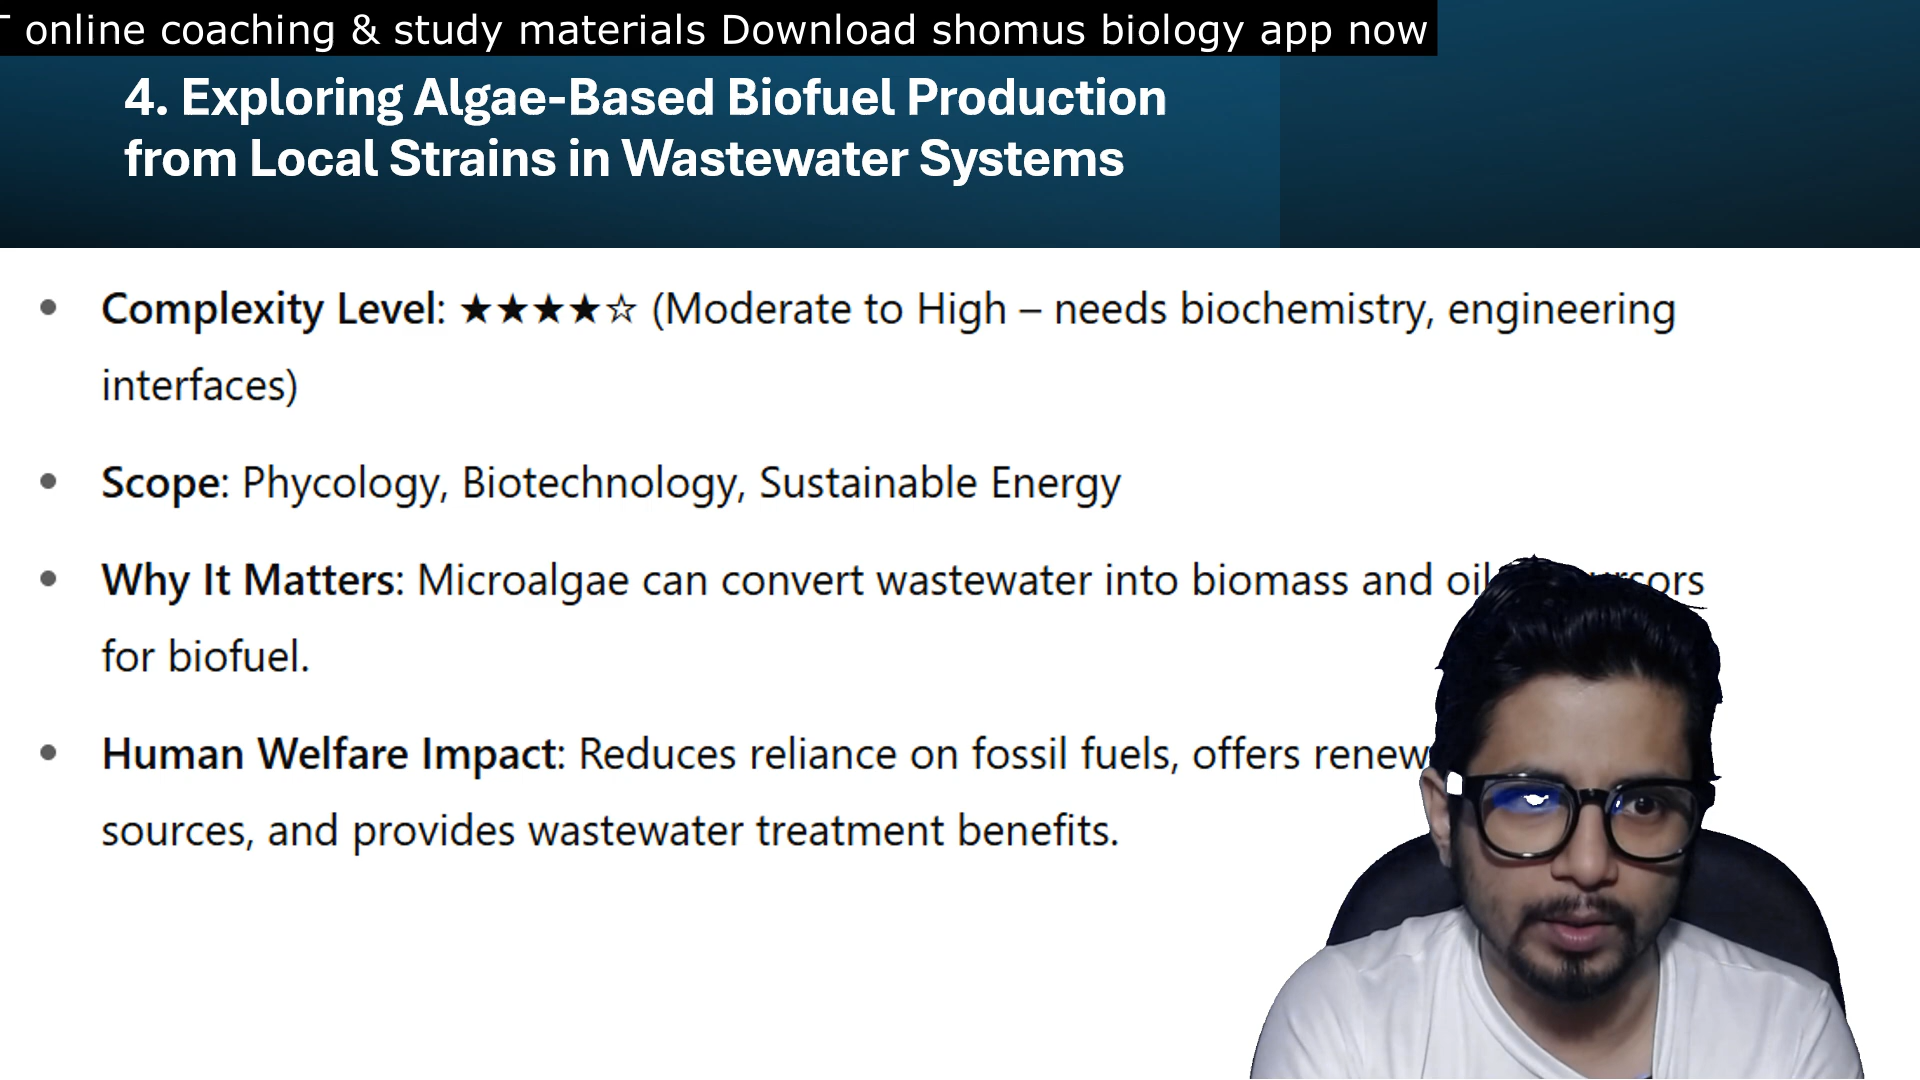 online coaching & study materials Download shomus biology app now
4. Exploring Algae-Based Biofuel Production
from Local Strains in Wastewater Systems
• Complexity Level: ★★★★☆ (Moderate to High – needs biochemistry, engineering
interfaces)
• Scope: Phycology, Biotechnology, Sustainable Energy
• Why It Matters: Microalgae can convert wastewater into biomass and oil
for biofuel.
• Human Welfare Impact: Reduces reliance on fossil fuels, offers
sources, and provides wastewater treatment benefits.